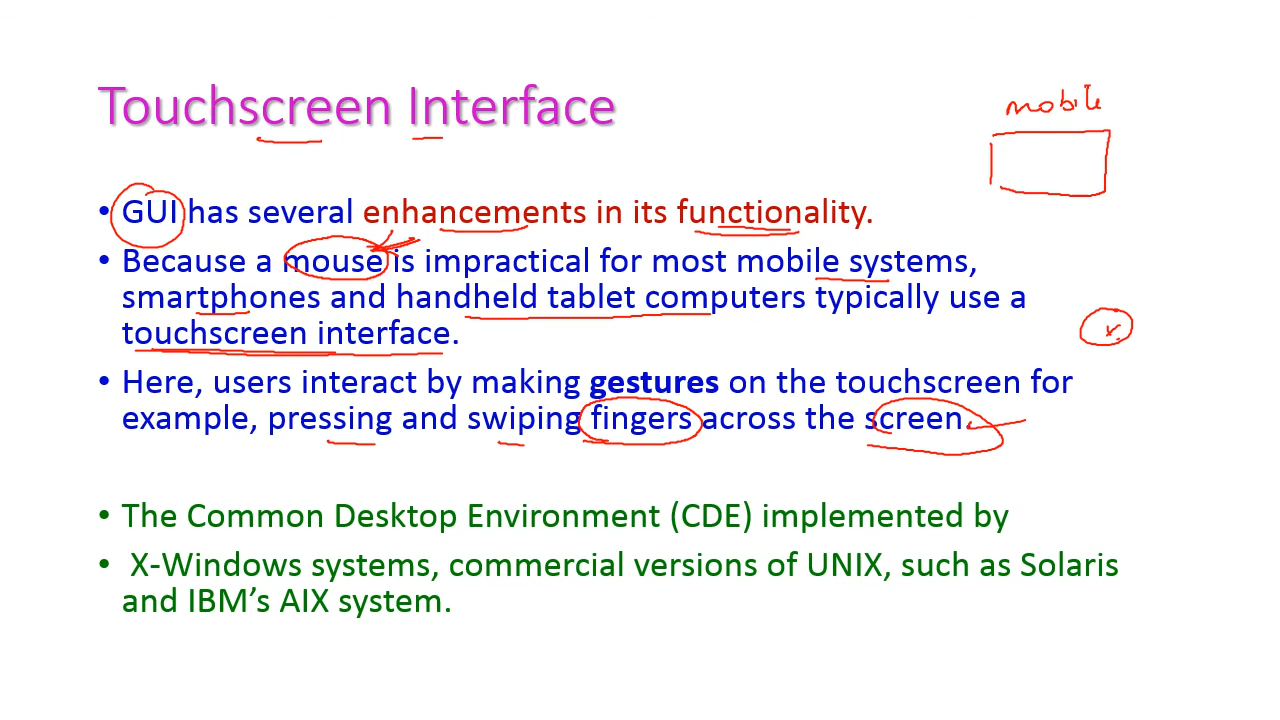 Touchscreen Interface
mobile
• GUI has several enhancements in its functionality.
• Because a mouse is impractical for most mobile systems,
smartphones and handheld tablet computers typically use a
touchscreen interface.
• Here, users interact by making gestures on the touchscreen for
example, pressing and swiping fingers across the screen.
• The Common Desktop Environment (CDE) implemented by
• X-Windows systems, commercial versions of UNIX, such as Solaris
and IBM’s AIX system.